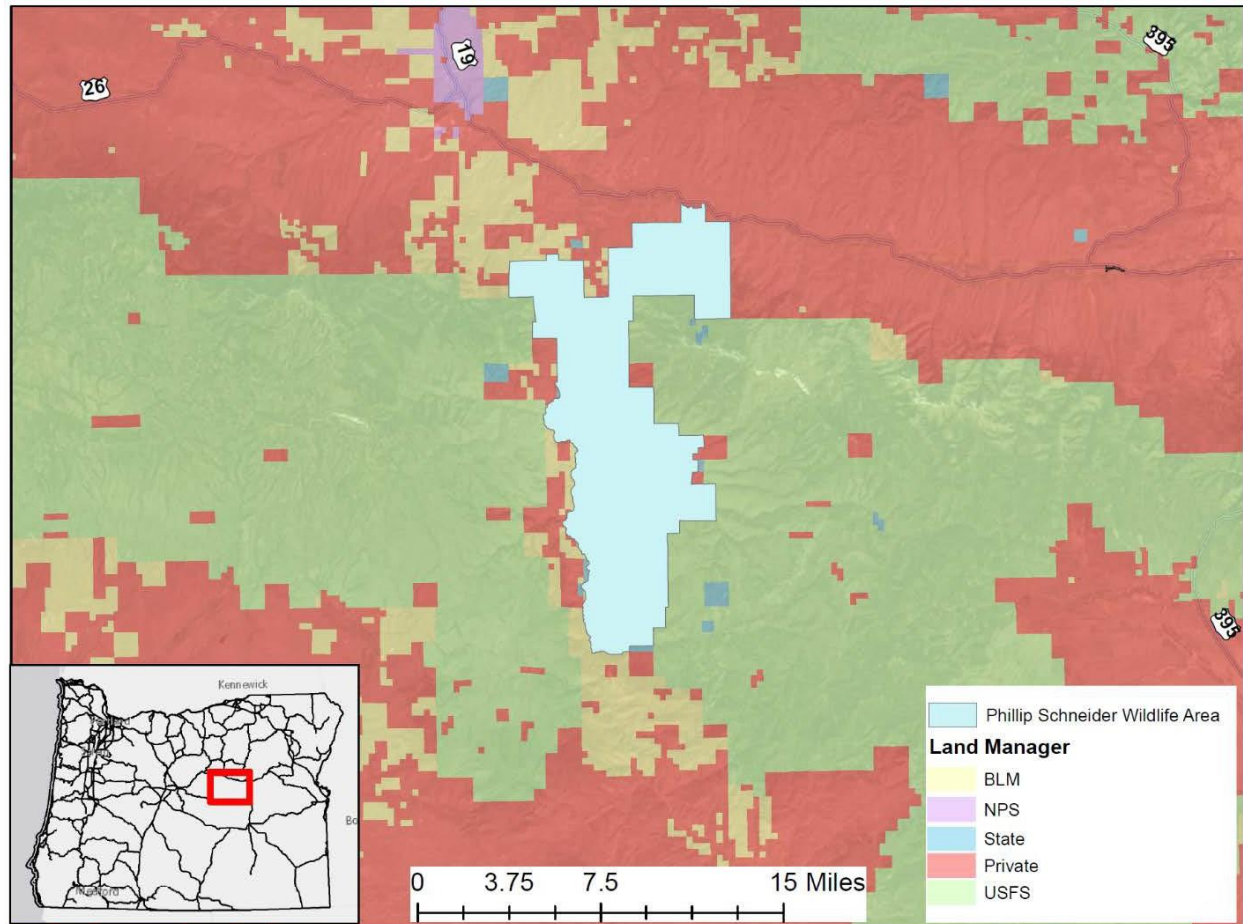 395
19
26
395
Kennewick
Phillip Schneider Wildlife Area
Land Manager
BLM
NPS
State
Private
USFS
0 3.75 7.5 15 Miles